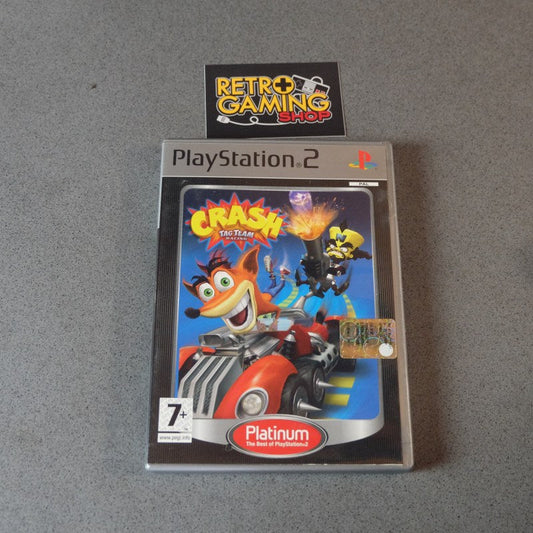 RETRO
GAMING
SHOP
PlayStation®2
PAL
CRASH
TAG TEAM
RACING
7+
www.pegi.info
Platinum
The Best of PlayStation®2